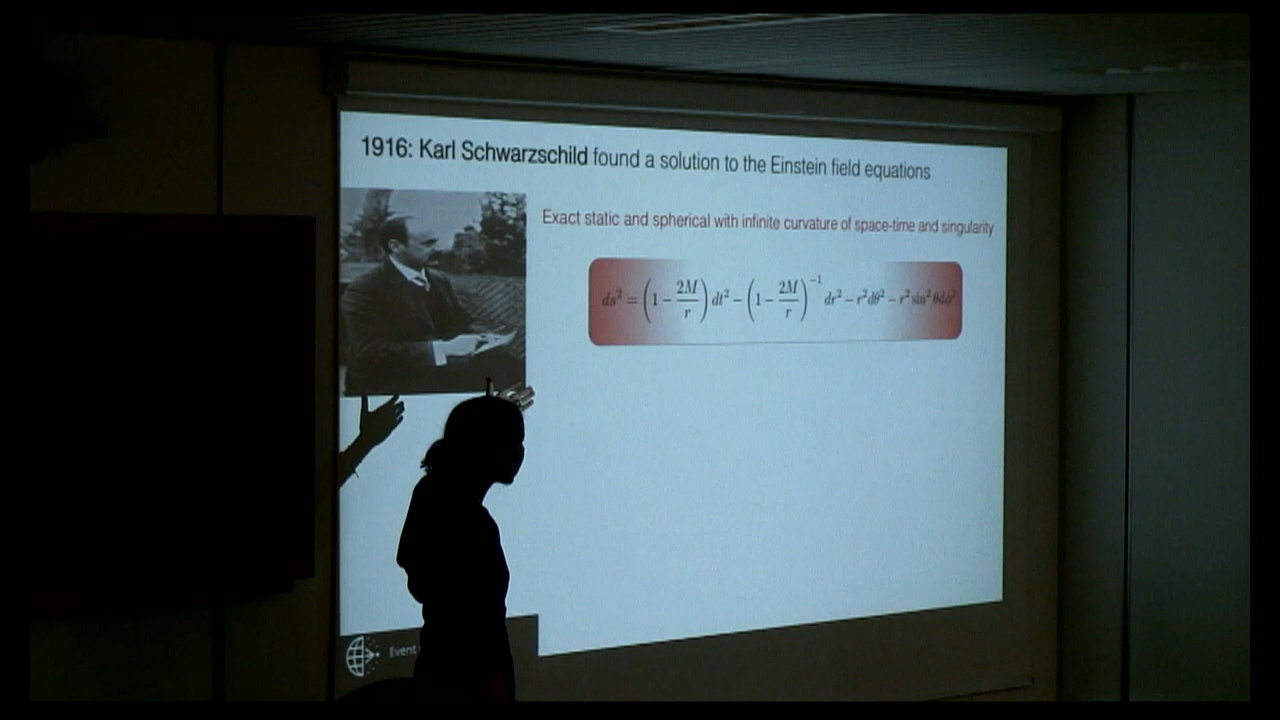 1916: Karl Schwarzschild found a solution to the Einstein field equations
Exact static and spherical with infinite curvature of space-time and singularity
ds² = (1 − 2M/r) dt² − (1 − 2M/r)⁻¹ dr² − r²dθ² − r² sin² θdϕ²
Event